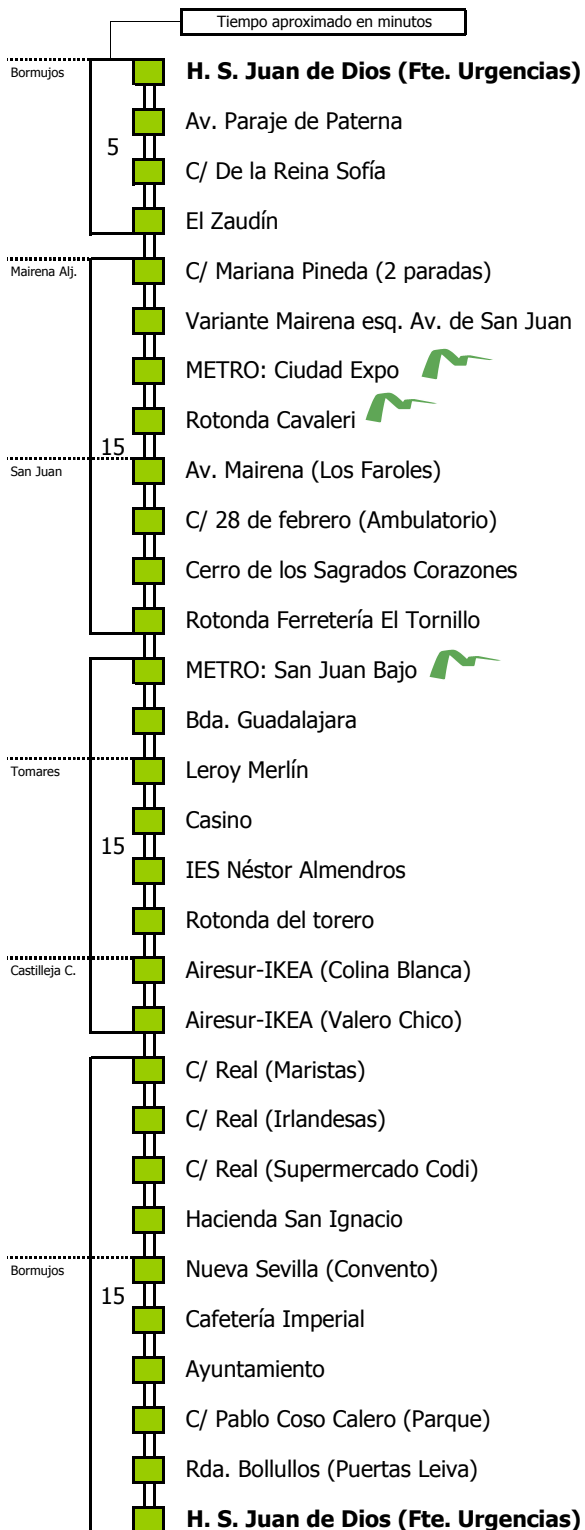 Tiempo aproximado en minutos
Bormujos
H. S. Juan de Dios (Fte. Urgencias)
Av. Paraje de Paterna
5
C/ De la Reina Sofía
El Zaudín
Mairena Alj.
C/ Mariana Pineda (2 paradas)
Variante Mairena esq. Av. de San Juan
METRO: Ciudad Expo
Rotonda Cavaleri
15
San Juan
Av. Mairena (Los Faroles)
C/ 28 de febrero (Ambulatorio)
Cerro de los Sagrados Corazones
Rotonda Ferretería El Tornillo
METRO: San Juan Bajo
Bda. Guadalajara
Tomares
Leroy Merlín
Casino
15
IES Néstor Almendros
Rotonda del torero
Castilleja C.
Airesur-IKEA (Colina Blanca)
Airesur-IKEA (Valero Chico)
C/ Real (Maristas)
C/ Real (Irlandesas)
C/ Real (Supermercado Codi)
Hacienda San Ignacio
Bormujos
Nueva Sevilla (Convento)
15
Cafetería Imperial
Ayuntamiento
C/ Pablo Coso Calero (Parque)
Rda. Bollullos (Puertas Leiva)
H. S. Juan de Dios (Fte. Urgencias)